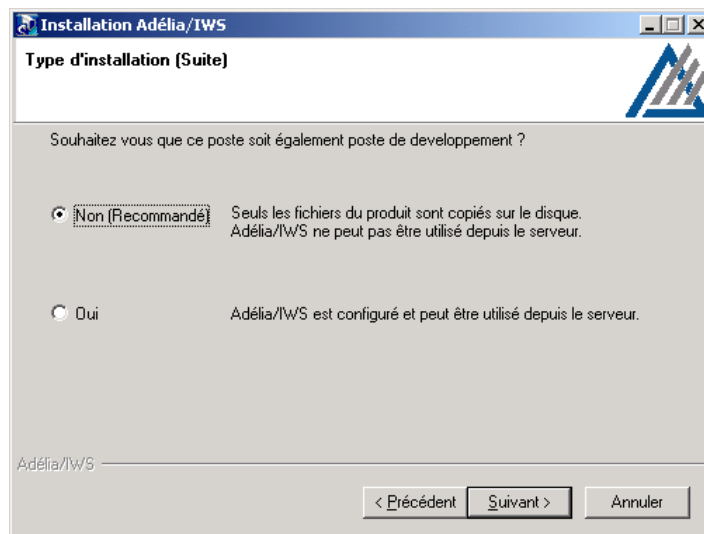 Installation Adélia/IWS
Type d'installation (Suite)
Souhaitez vous que ce poste soit également poste de developpement ?
Non (Recommandé)
Seuls les fichiers du produit sont copiés sur le disque.
Adélia/IWS ne peut pas être utilisé depuis le serveur.
Oui
Adélia/IWS est configuré et peut être utilisé depuis le serveur.
Adélia/IWS
< Précédent
Suivant >
Annuler